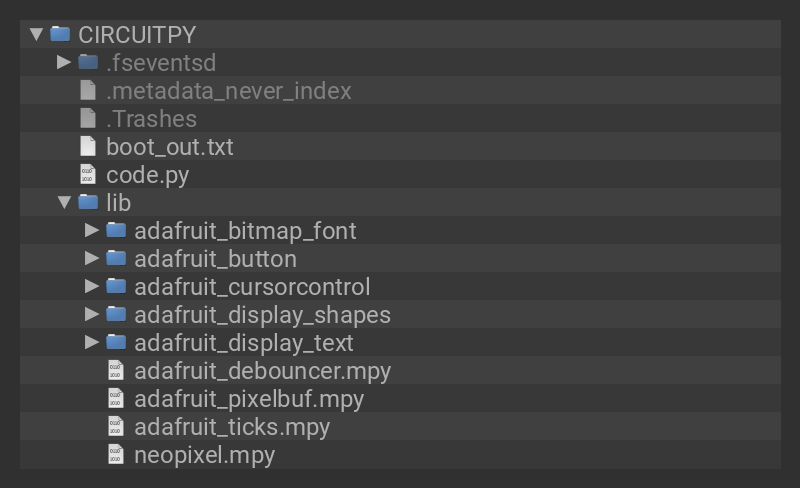 CIRCUITPY
.fseventsd
.metadata_never_index
.Trashes
boot_out.txt
code.py
lib
adafruit_bitmap_font
adafruit_button
adafruit_cursorcontrol
adafruit_display_shapes
adafruit_display_text
adafruit_debouncer.mpy
adafruit_pixelbuf.mpy
adafruit_ticks.mpy
neopixel.mpy